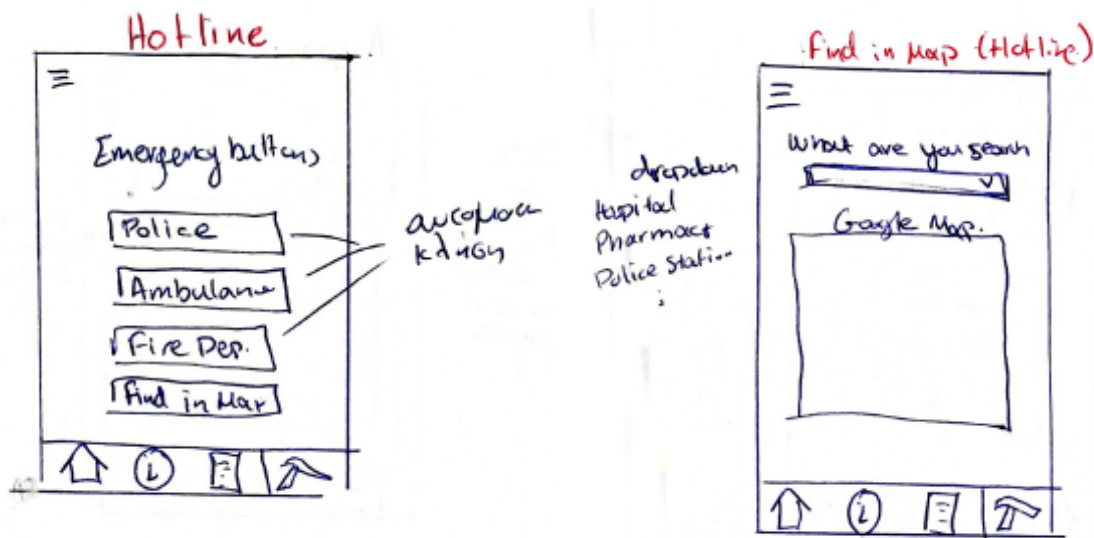 Hotline
Emergency buttons
Police
Ambulance
Fire Dep.
Find in Map
κλήση
Find in Map (Hotline)
What are you search
dropdown
Hospital
Pharmacy
Police Station
Google Map.
i
i